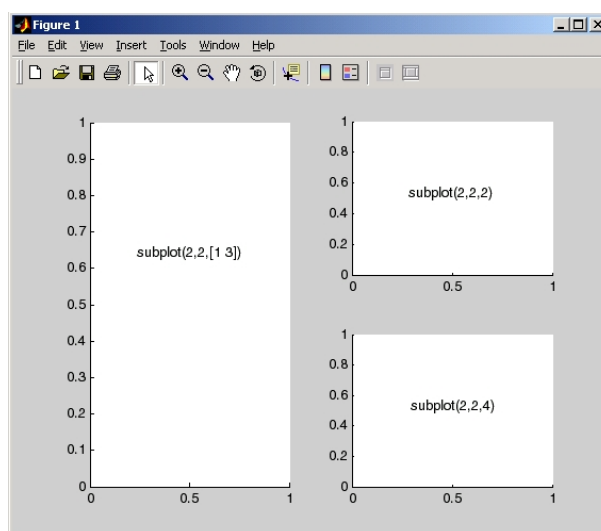 Figure 1
File Edit View Insert Tools Window Help
1
0.9
0.8
0.7
0.6
0.5
0.4
0.3
0.2
0.1
0
0 0.5 1
subplot(2,2,[1 3])
1
0.8
0.6
0.4
0.2
0
0 0.5 1
subplot(2,2,2)
1
0.8
0.6
0.4
0.2
0
0 0.5 1
subplot(2,2,4)